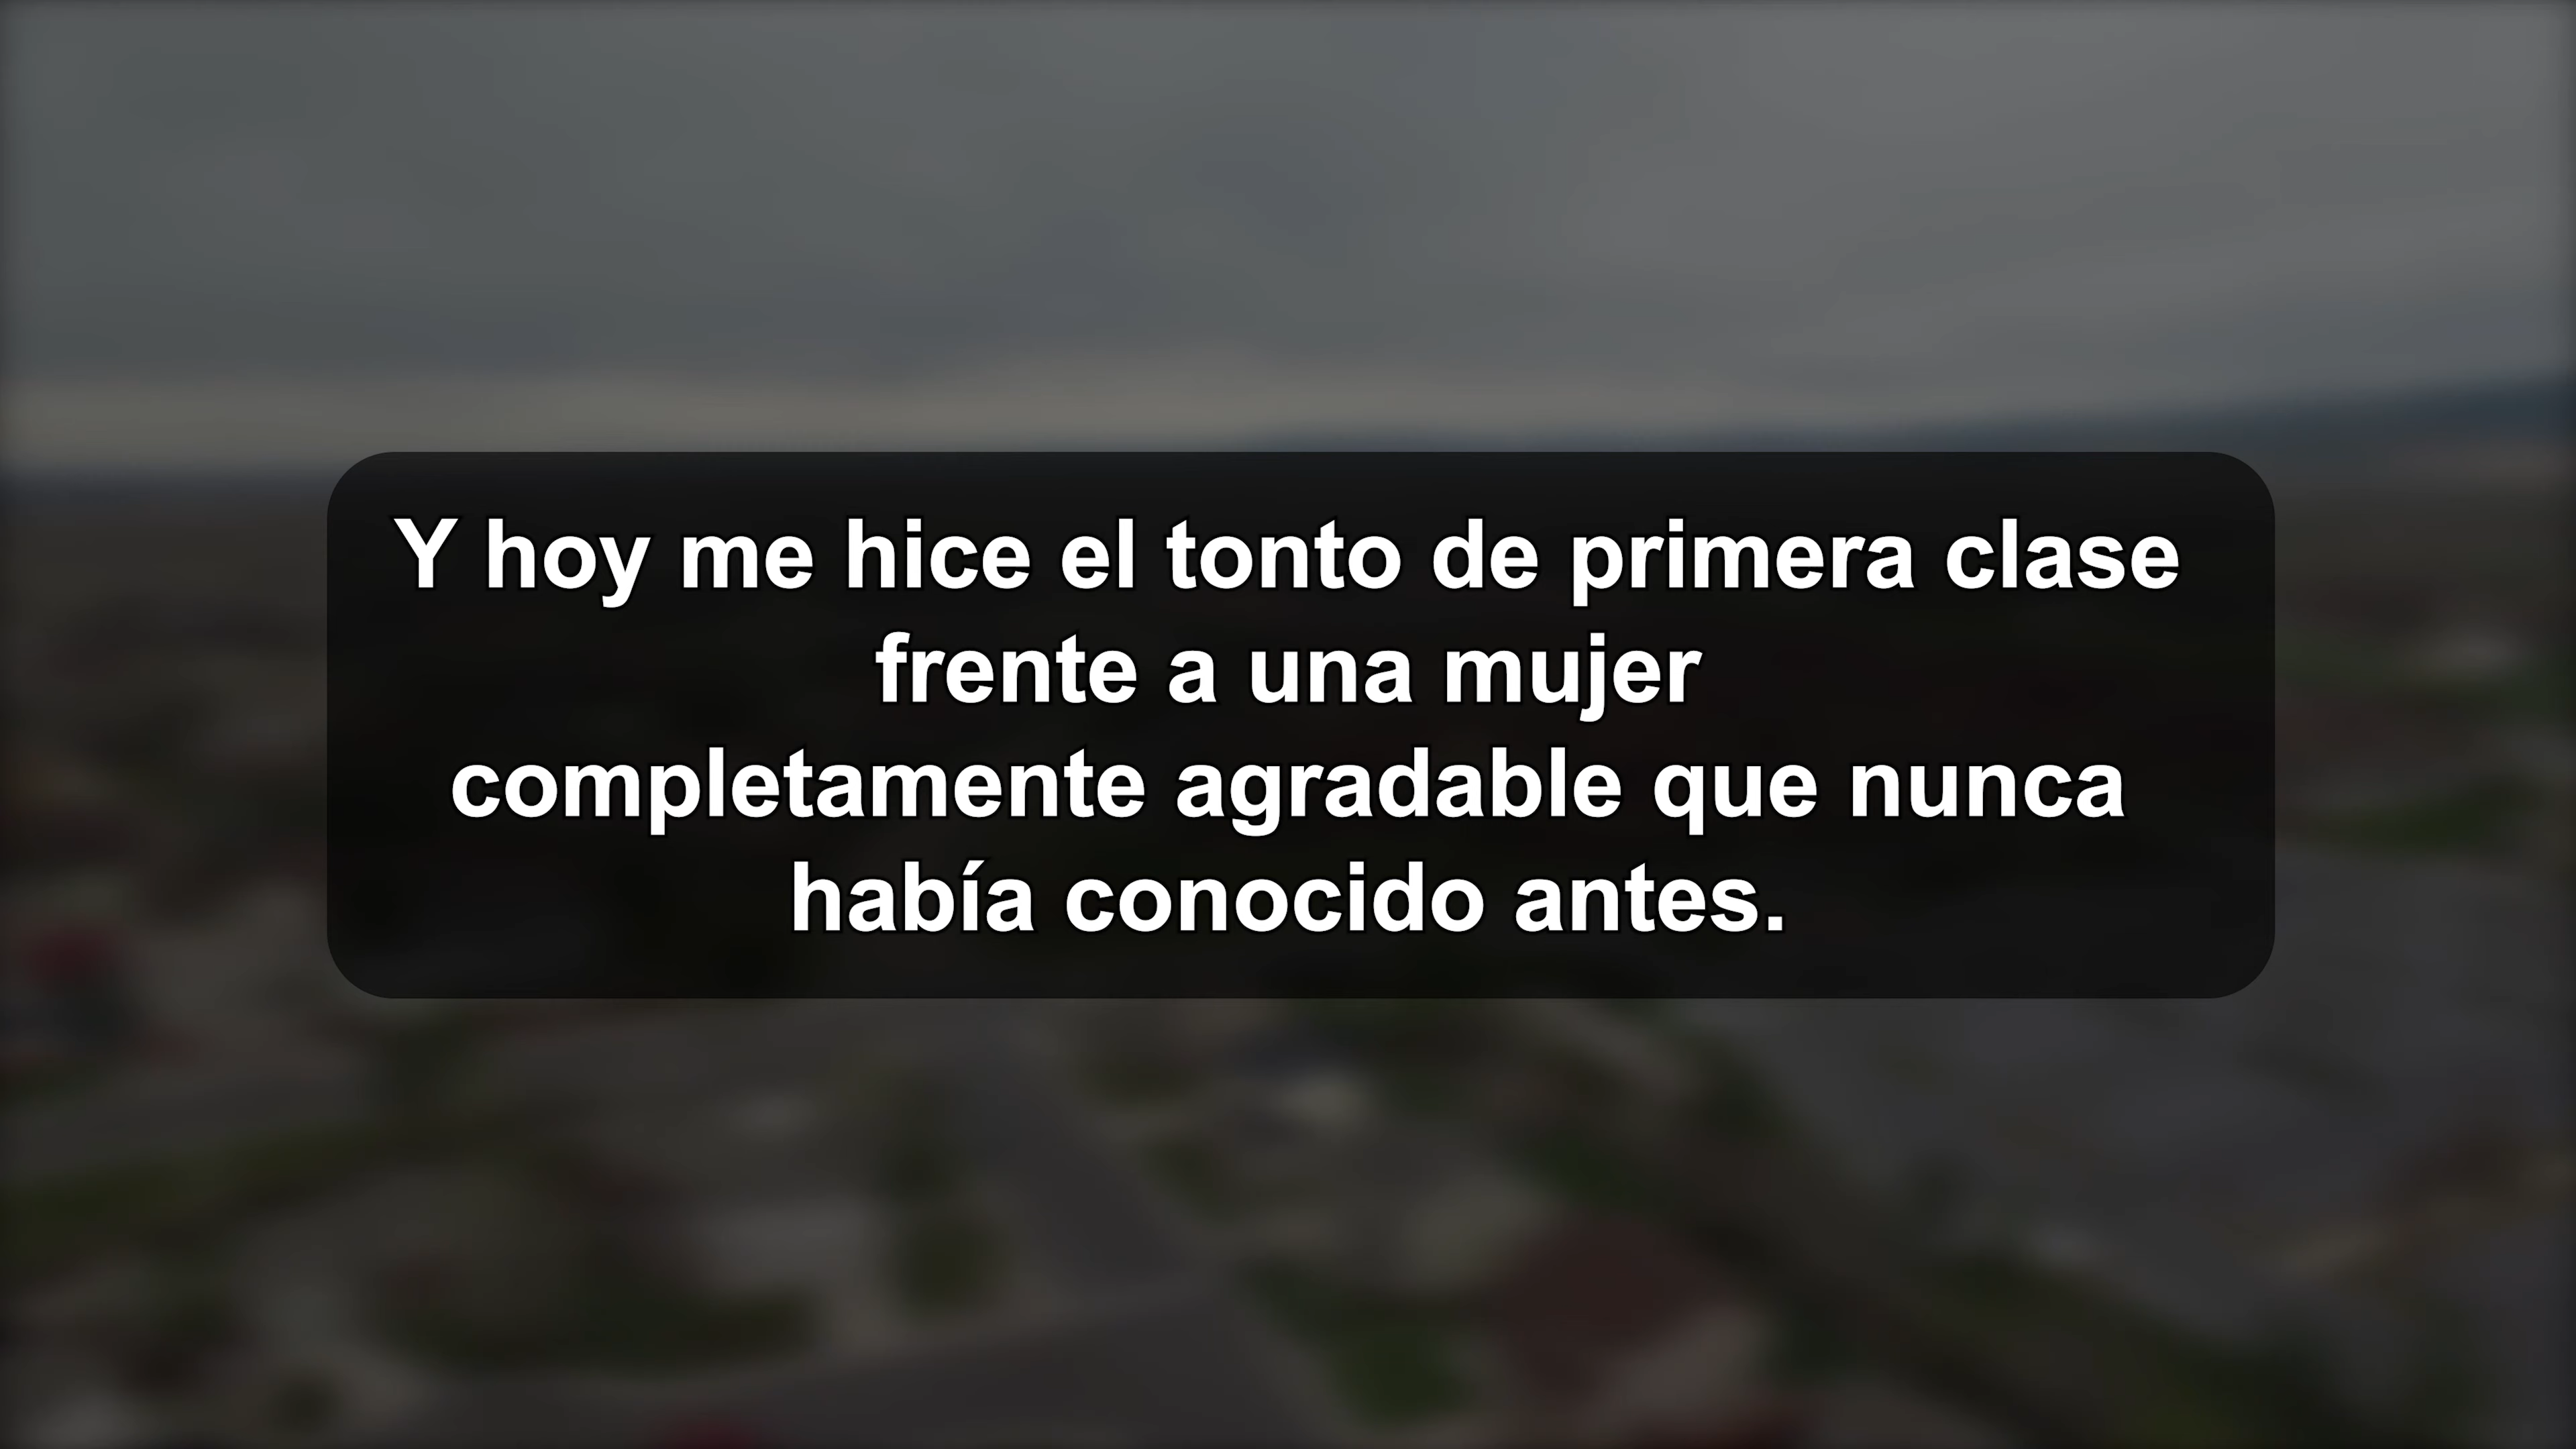 Y hoy me hice el tonto de primera clase
frente a una mujer
completamente agradable que nunca
había conocido antes.